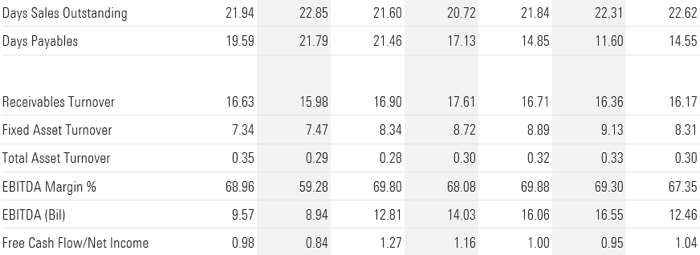 Days Sales Outstanding 21.94 22.85 21.60 20.72 21.84 22.31 22.62
Days Payables 19.59 21.79 21.46 17.13 14.85 11.60 14.55
Receivables Turnover 16.63 15.98 16.90 17.61 16.71 16.36 16.17
Fixed Asset Turnover 7.34 7.47 8.34 8.72 8.89 9.13 8.31
Total Asset Turnover 0.35 0.29 0.28 0.30 0.32 0.33 0.30
EBITDA Margin % 68.96 59.28 69.80 68.08 69.88 69.30 67.35
EBITDA (Bil) 9.57 8.94 12.81 14.03 16.06 16.55 12.46
Free Cash Flow/Net Income 0.98 0.84 1.27 1.16 1.00 0.95 1.04